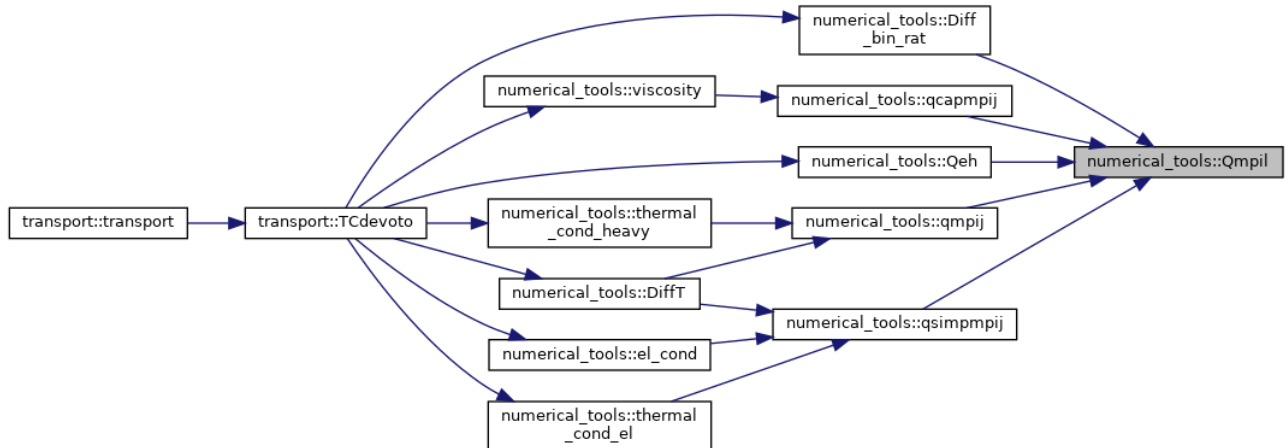 numerical_tools::Diff
_bin_rat
numerical_tools::viscosity
numerical_tools::qcapmpij
numerical_tools::Qeh
numerical_tools::Qmpil
transport::transport
transport::TCdevoto
numerical_tools::thermal
_cond_heavy
numerical_tools::qmpij
numerical_tools::DiffT
numerical_tools::qsimpmpij
numerical_tools::el_cond
numerical_tools::thermal
_cond_el